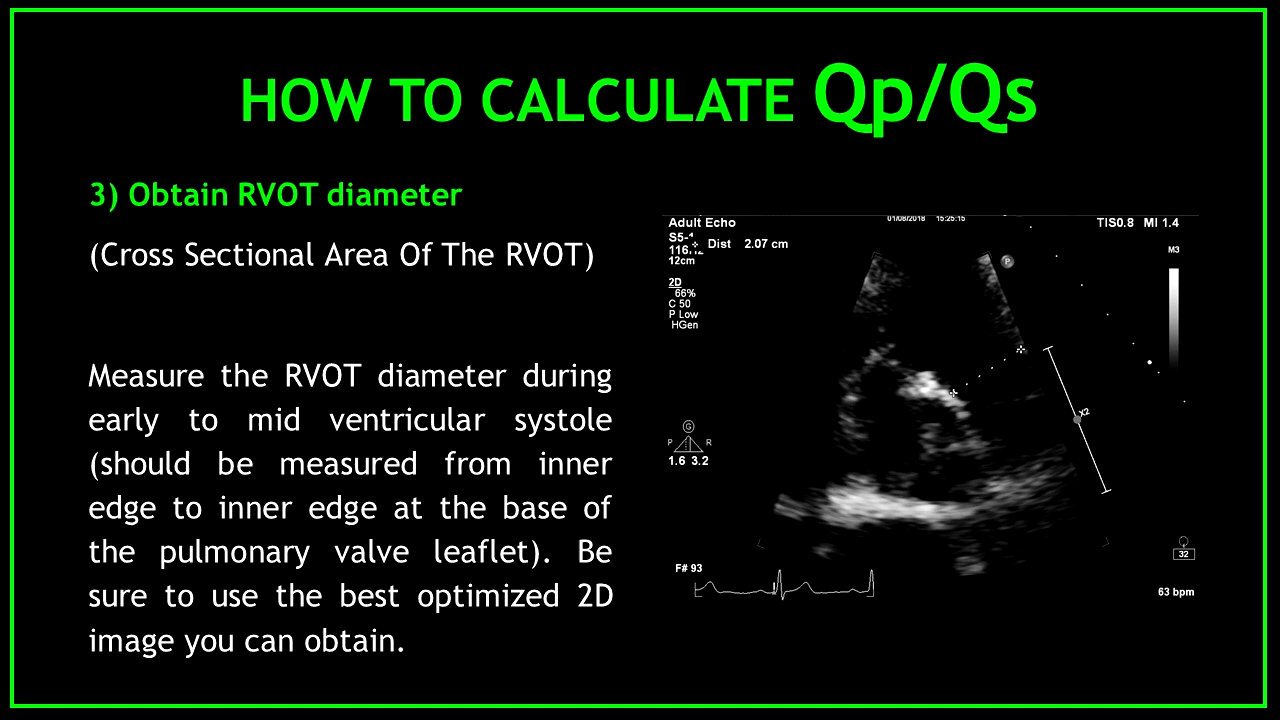 HOW TO CALCULATE Qp/Qs
3) Obtain RVOT diameter
(Cross Sectional Area Of The RVOT)
Measure the RVOT diameter during
early to mid ventricular systole
(should be measured from inner
edge to inner edge at the base of
the pulmonary valve leaflet). Be
sure to use the best optimized 2D
image you can obtain.
Adult Echo
01/08/2018 15:25:15
TIS0.8 MI 1.4
Dist 2.07 cm
12cm
M3
2D
66%
C 50
P Low
HGen
P
X2
G
P R
1.6 3.2
F# 93
32
63 bpm